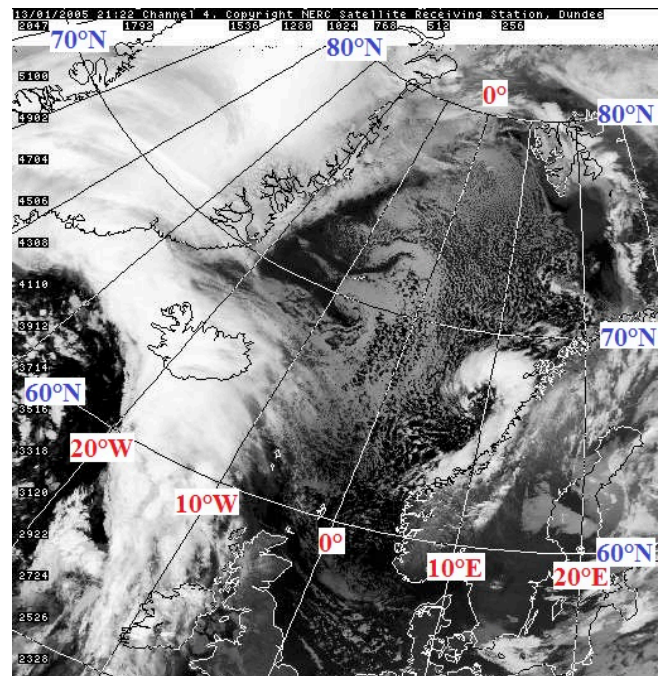 13/01/2005 21:22 Channel 4, Copyright NERC Satellite Receiving Station, Dundee
2047 1792 1536 1280 1024 768 512 256
70°N
80°N
0°
80°N
5100
4902
4704
4506
4308
4110
3912
70°N
3714
60°N
3516
20°W
3318
10°W
3120
0°
2922
60°N
10°E
20°E
2724
2526
2328